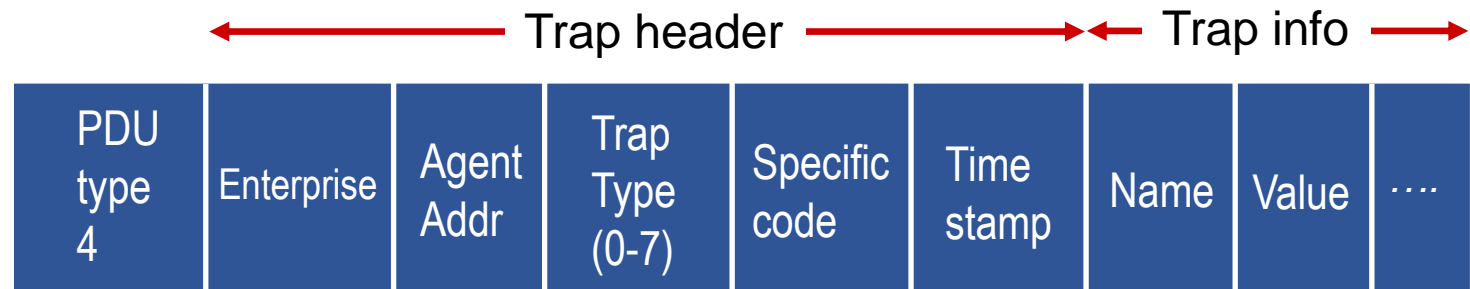 Trap header
Trap info
PDU
type
4
Enterprise
Agent
Addr
Trap
Type
(0-7)
Specific
code
Time
stamp
Name
Value
....